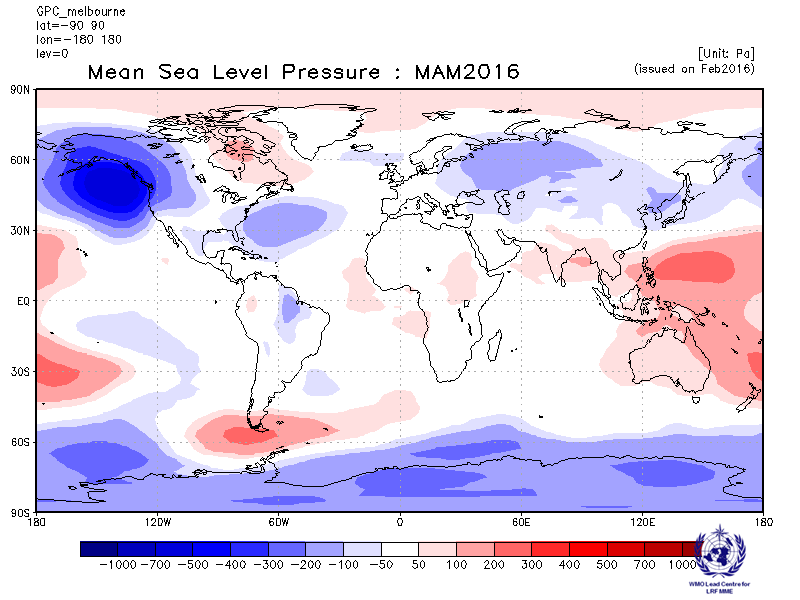 GPC_melbourne
lat=-90 90
lon=-180 180
lev=0
[Unit: Pa]
Mean Sea Level Pressure : MAM2016
(issued on Feb2016)
90N
60N
30N
EQ
30S
60S
90S
180 120W 60W 0 60E 120E 180
-1000 -700 -500 -400 -300 -200 -100 -50 50 100 200 300 400 500 700 1000
WMO Lead Centre for
LRF MME